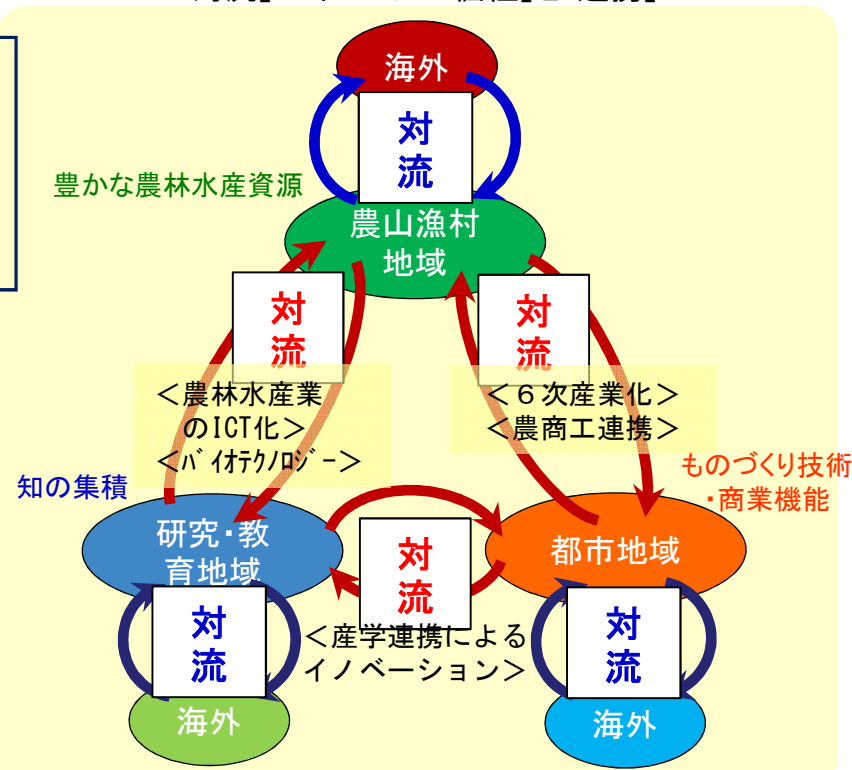 海外
対
流
豊かな農林水産資源
農山漁村
地域
対
流
対
流
<農林水産業
のICT化>
<ﾊﾞｲｵﾃｸﾉﾛｼﾞｰ>
<６次産業化>
<農商工連携>
知の集積
ものづくり技術
・商業機能
研究・教
育地域
対
流
都市地域
対
流
<産学連携による
イノベーション>
対
流
海外
海外